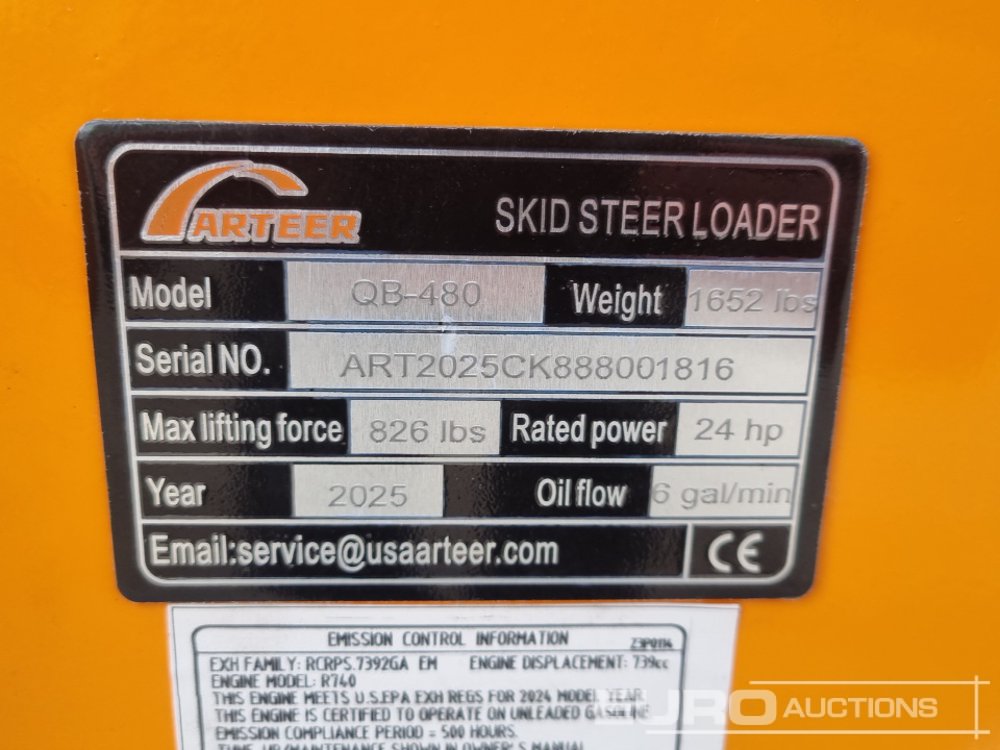 ARTEER SKID STEER LOADER
Model QB-480 Weight 1652 lbs
Serial NO. ART2025CK888001816
Max lifting force 826 lbs Rated power 24 hp
Year 2025 Oil flow 6 gal/min
Email:service@usaarteer.com CE
EMISSION CONTROL INFORMATION Z3P0114
EXH FAMILY: RCRPS.7392GA EM ENGINE DISPLACEMENT: 739cc
ENGINE MODEL: R740
THIS ENGINE MEETS U.S.EPA EXH REGS FOR 2024 MODEL YEAR.
THIS ENGINE IS CERTIFIED TO OPERATE ON UNLEADED GASOLINE
EMISSION COMPLIANCE PERIOD = 500 HOURS.
EURO AUCTIONS